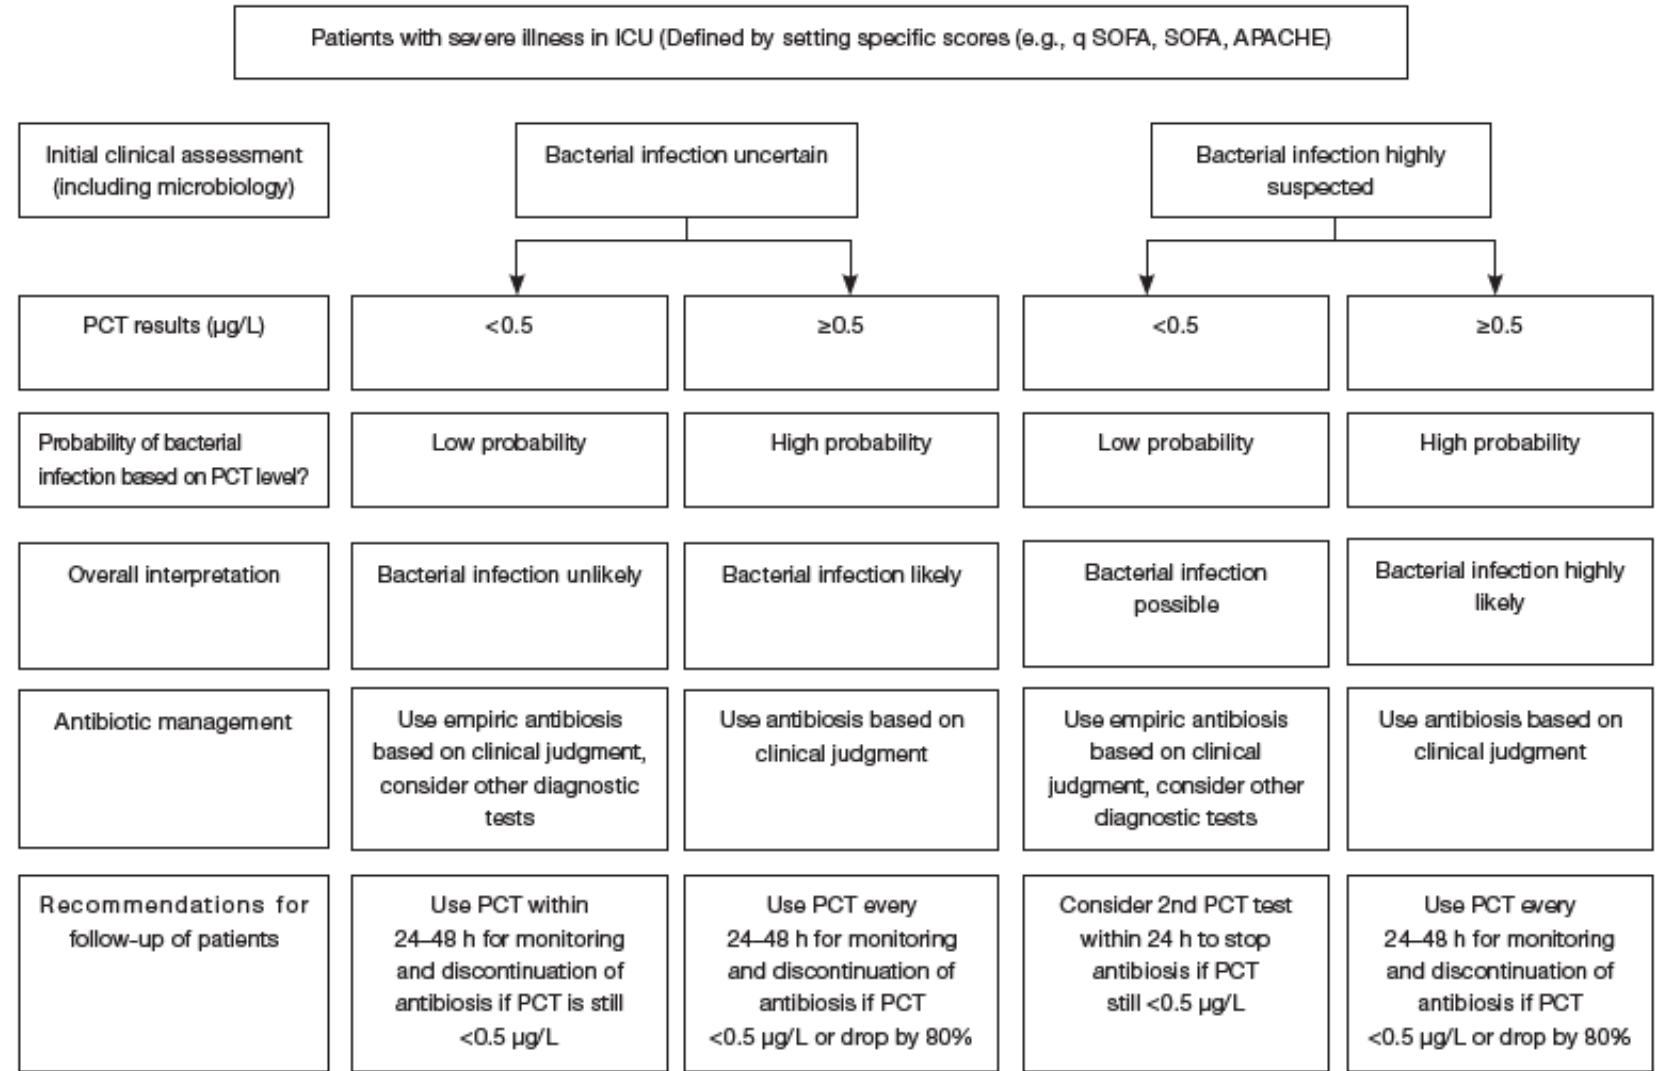 Patients with severe illness in ICU (Defined by setting specific scores (e.g., q SOFA, SOFA, APACHE)
Initial clinical assessment
(including microbiology)
Bacterial infection uncertain
Bacterial infection highly
suspected
PCT results (µg/L)
<0.5
≥0.5
<0.5
≥0.5
Probability of bacterial
infection based on PCT level?
Low probability
High probability
Low probability
High probability
Overall interpretation
Bacterial infection unlikely
Bacterial infection likely
Bacterial infection
possible
Bacterial infection highly
likely
Antibiotic management
Use empiric antibiosis
based on clinical judgment,
consider other diagnostic
tests
Use antibiosis based on
clinical judgment
Use empiric antibiosis
based on clinical
judgment, consider other
diagnostic tests
Use antibiosis based on
clinical judgment
Recommendations for
follow-up of patients
Use PCT within
24–48 h for monitoring
and discontinuation of
antibiosis if PCT is still
<0.5 µg/L
Use PCT every
24–48 h for monitoring
and discontinuation of
antibiosis if PCT
<0.5 µg/L or drop by 80%
Consider 2nd PCT test
within 24 h to stop
antibiosis if PCT
still <0.5 µg/L
Use PCT every
24–48 h for monitoring
and discontinuation of
antibiosis if PCT
<0.5 µg/L or drop by 80%